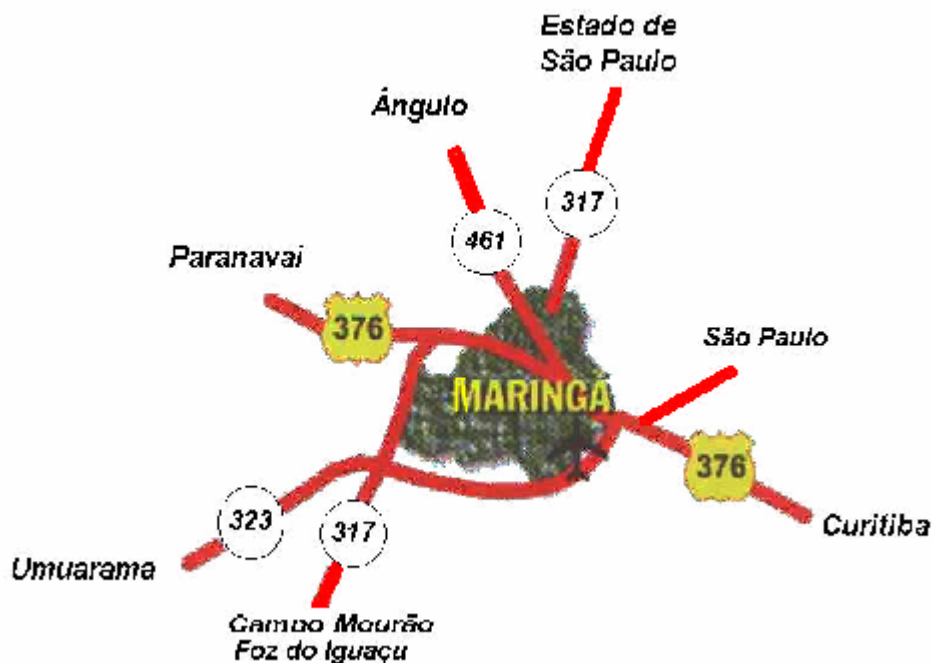 Estado de
São Paulo
Ângulo
317
461
Paranavai
376
São Paulo
MARINGÁ
376
323
317
Curitiba
Umuarama
Campo Mourão
Foz do Iguaçu